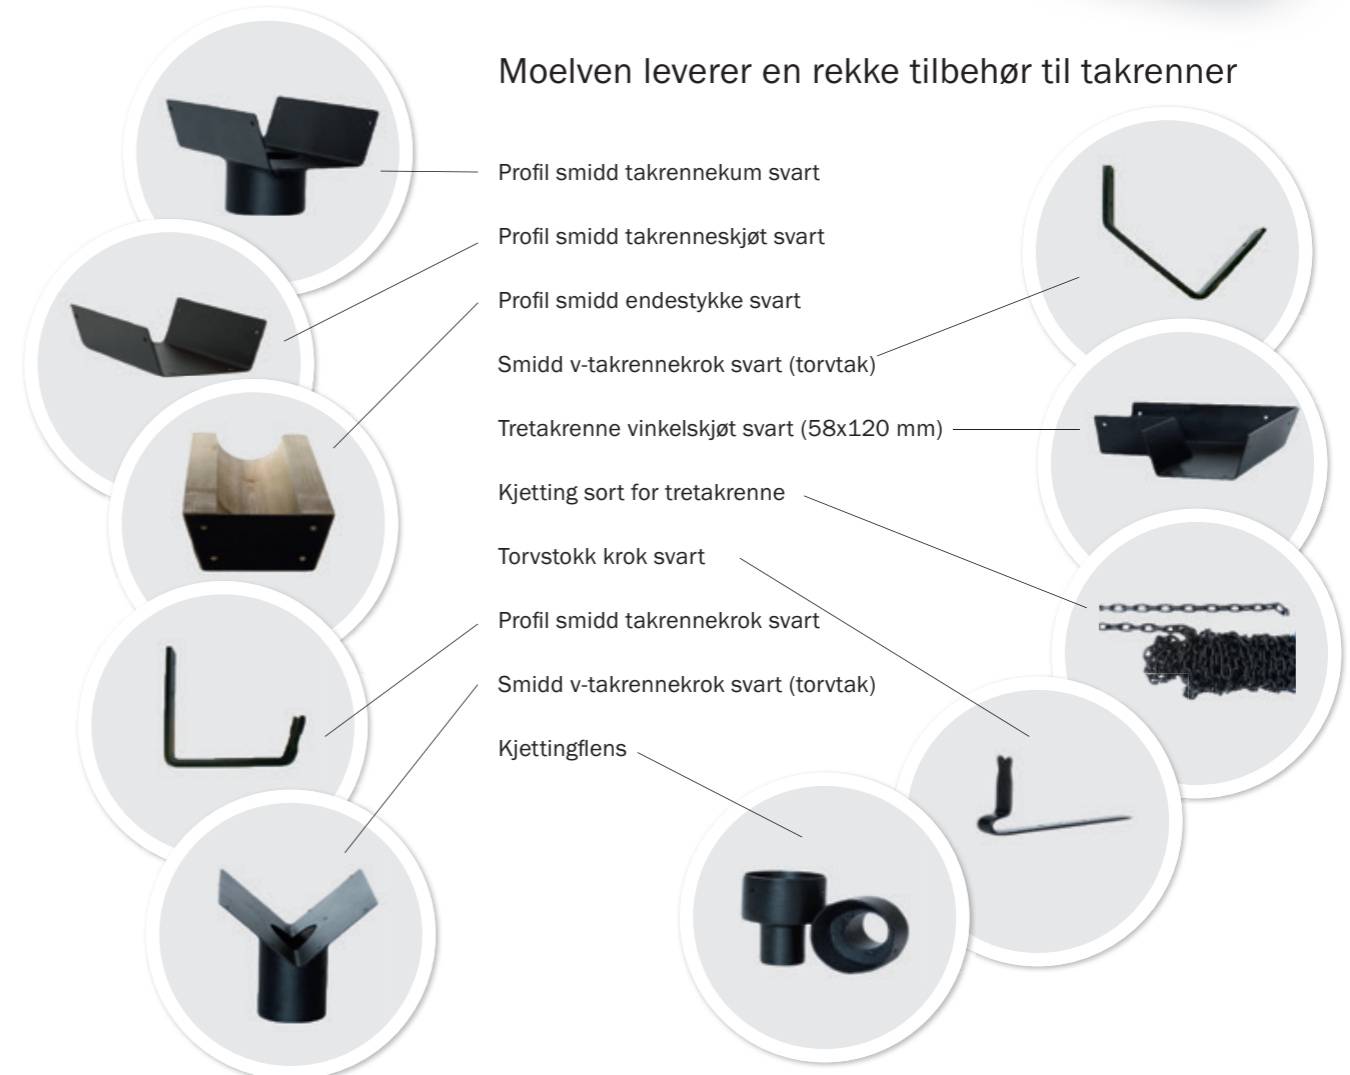 Moelven leverer en rekke tilbehør til takrenner
Profil smidd takrennekum svart
Profil smidd takrenneskjøt svart
Profil smidd endestykke svart
Smidd v-takrennekrok svart (torvtak)
Tretakrenne vinkelskjøt svart (58x120 mm)
Kjetting sort for tretakrenne
Torvstokk krok svart
Profil smidd takrennekrok svart
Smidd v-takrennekrok svart (torvtak)
Kjettingflens